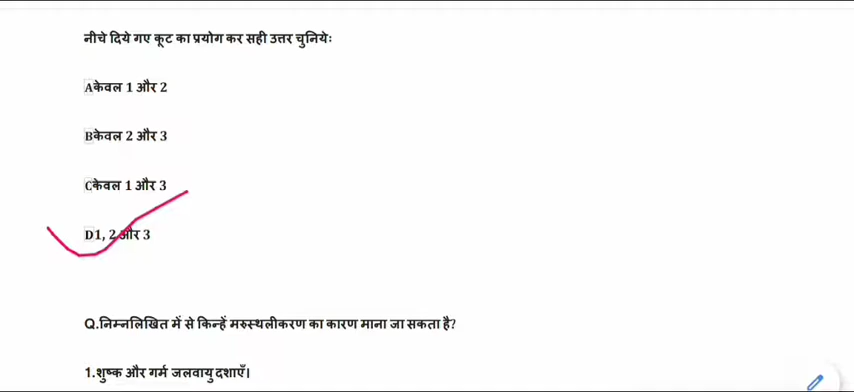 नीचे दिये गए कूट का प्रयोग कर सही उत्तर चुनिये:
Aकेवल 1 और 2
Bकेवल 2 और 3
Cकेवल 1 और 3
D1, 2 और 3
Q.निम्नलिखित में से किन्हें मरुस्थलीकरण का कारण माना जा सकता है?
1.शुष्क और गर्म जलवायु दशाएँ।